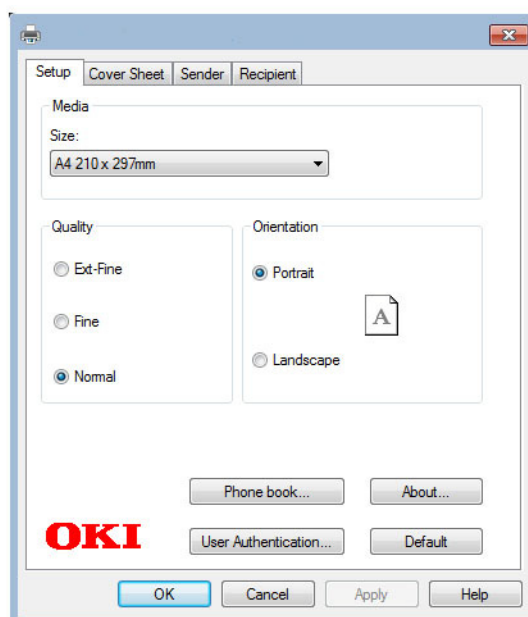 Setup Cover Sheet Sender Recipient
Media
Size:
A4 210 x 297mm
Quality
Ext-Fine
Fine
Normal
Orientation
Portrait
A
Landscape
Phone book... About...
OKI User Authentication... Default
OK Cancel Apply Help